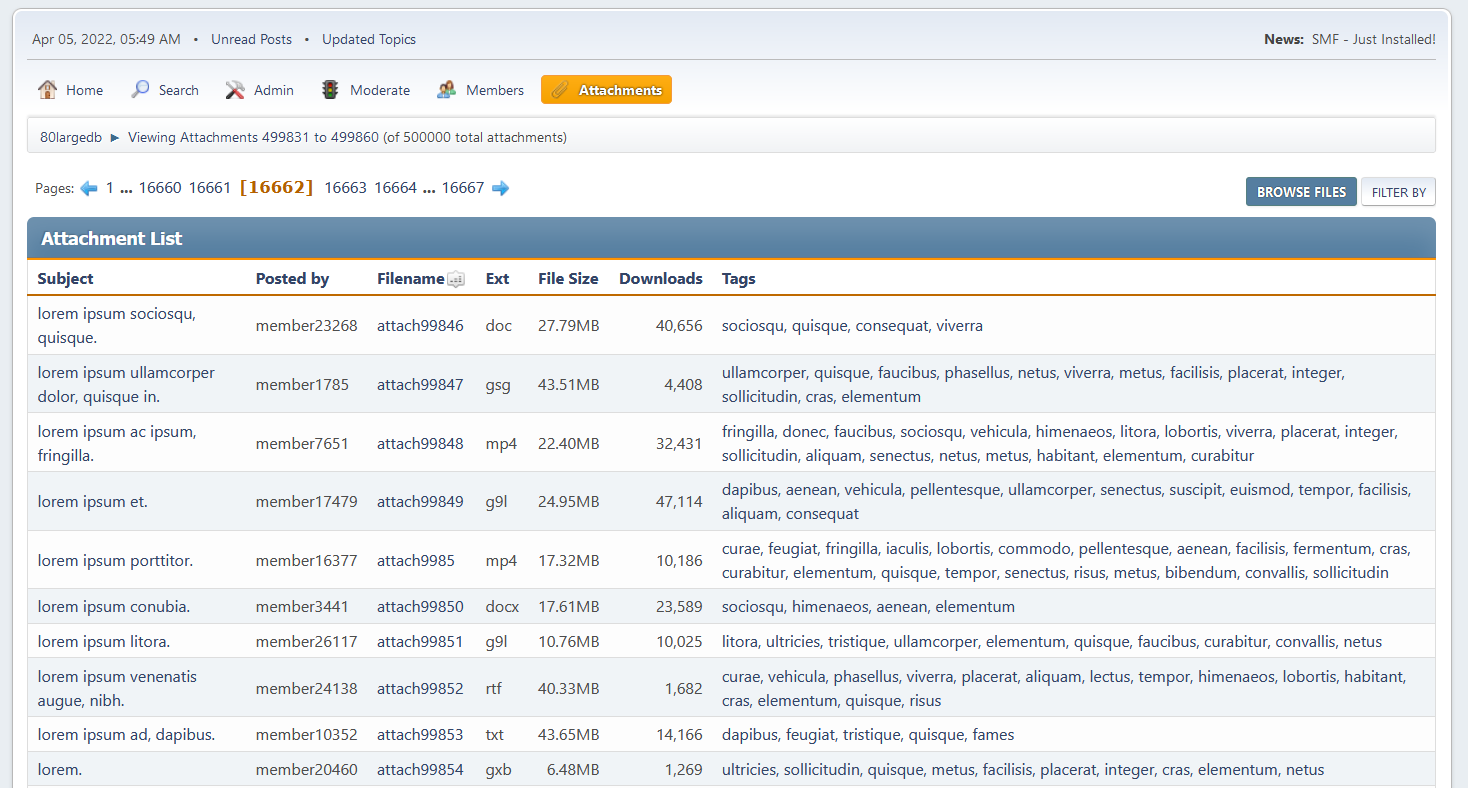 Apr 05, 2022, 05:49 AM • Unread Posts • Updated Topics News: SMF - Just Installed!
Home Search Admin Moderate Members Attachments
80largedb ► Viewing Attachments 499831 to 499860 (of 500000 total attachments)
Pages: 1 ... 16660 16661 [16662] 16663 16664 ... 16667 BROWSE FILES FILTER BY
Attachment List
Subject Posted by Filename Ext File Size Downloads Tags
lorem ipsum sociosqu,
quisque. member23268 attach99846 doc 27.79MB 40,656 sociosqu, quisque, consequat, viverra
lorem ipsum ullamcorper
dolor, quisque in. member1785 attach99847 gsg 43.51MB 4,408 ullamcorper, quisque, faucibus, phasellus, netus, viverra, metus, facilisis, placerat, integer,
sollicitudin, cras, elementum
lorem ipsum ac ipsum,
fringilla. member7651 attach99848 mp4 22.40MB 32,431 fringilla, donec, faucibus, sociosqu, vehicula, himenaeos, litora, lobortis, viverra, placerat, integer,
sollicitudin, aliquam, senectus, netus, metus, habitant, elementum, curabitur
lorem ipsum et. member17479 attach99849 g9l 24.95MB 47,114 dapibus, aenean, vehicula, pellentesque, ullamcorper, senectus, suscipit, euismod, tempor, facilisis,
aliquam, consequat
lorem ipsum porttitor. member16377 attach9985 mp4 17.32MB 10,186 curae, feugiat, fringilla, iaculis, lobortis, commodo, pellentesque, aenean, facilisis, fermentum, cras,
curabitur, elementum, quisque, tempor, senectus, risus, metus, bibendum, convallis, sollicitudin
lorem ipsum conubia. member3441 attach99850 docx 17.61MB 23,589 sociosqu, himenaeos, aenean, elementum
lorem ipsum litora. member26117 attach99851 g9l 10.76MB 10,025 litora, ultricies, tristique, ullamcorper, elementum, quisque, faucibus, curabitur, convallis, netus
lorem ipsum venenatis
augue, nibh. member24138 attach99852 rtf 40.33MB 1,682 curae, vehicula, phasellus, viverra, placerat, aliquam, lectus, tempor, himenaeos, lobortis, habitant,
cras, elementum, quisque, risus
lorem ipsum ad, dapibus. member10352 attach99853 txt 43.65MB 14,166 dapibus, feugiat, tristique, quisque, fames
lorem. member20460 attach99854 gxb 6.48MB 1,269 ultricies, sollicitudin, quisque, metus, facilisis, placerat, integer, cras, elementum, netus